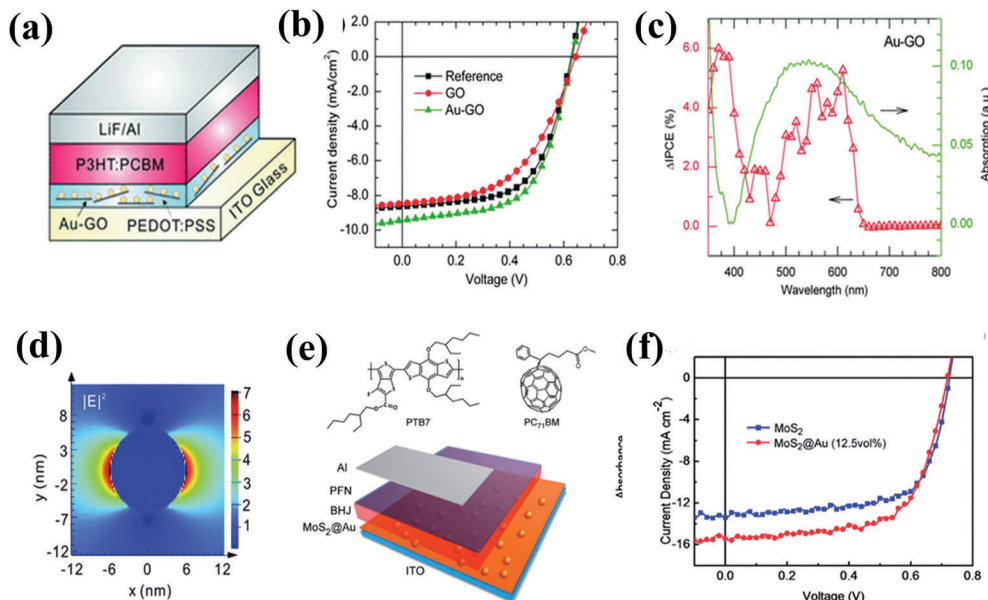 (a)
LiF/Al
P3HT:PCBM
Au-GO
PEDOT:PSS
ITO Glass
(b)
Current density (mA/cm²)
2.0
0.0
-2.0
-4.0
-6.0
-8.0
-10.0
Reference
GO
Au-GO
0.0 0.2 0.4 0.6 0.8
Voltage (V)
(c)
ΔIPCE (%)
6.0%
4.0
2.0
0.0
Au-GO
0.10
0.05
0.00
Absorption (a.u.)
400 500 600 700 800
Wavelength (nm)
(d)
|E|²
y (nm)
8
3
-2
-7
-12
7
6
5
4
3
2
1
-12 -6 0 6 12
x (nm)
(e)
F
S
O
n
PTB7
PC₇₁BM
Al
PFN
BHJ
MoS₂@Au
ITO
(f)
Absorbance
Current Density (mA cm⁻²)
0
-4
-8
-12
-16
MoS₂
MoS₂@Au (12.5vol%)
0.0 0.2 0.4 0.6 0.8
Voltage (V)